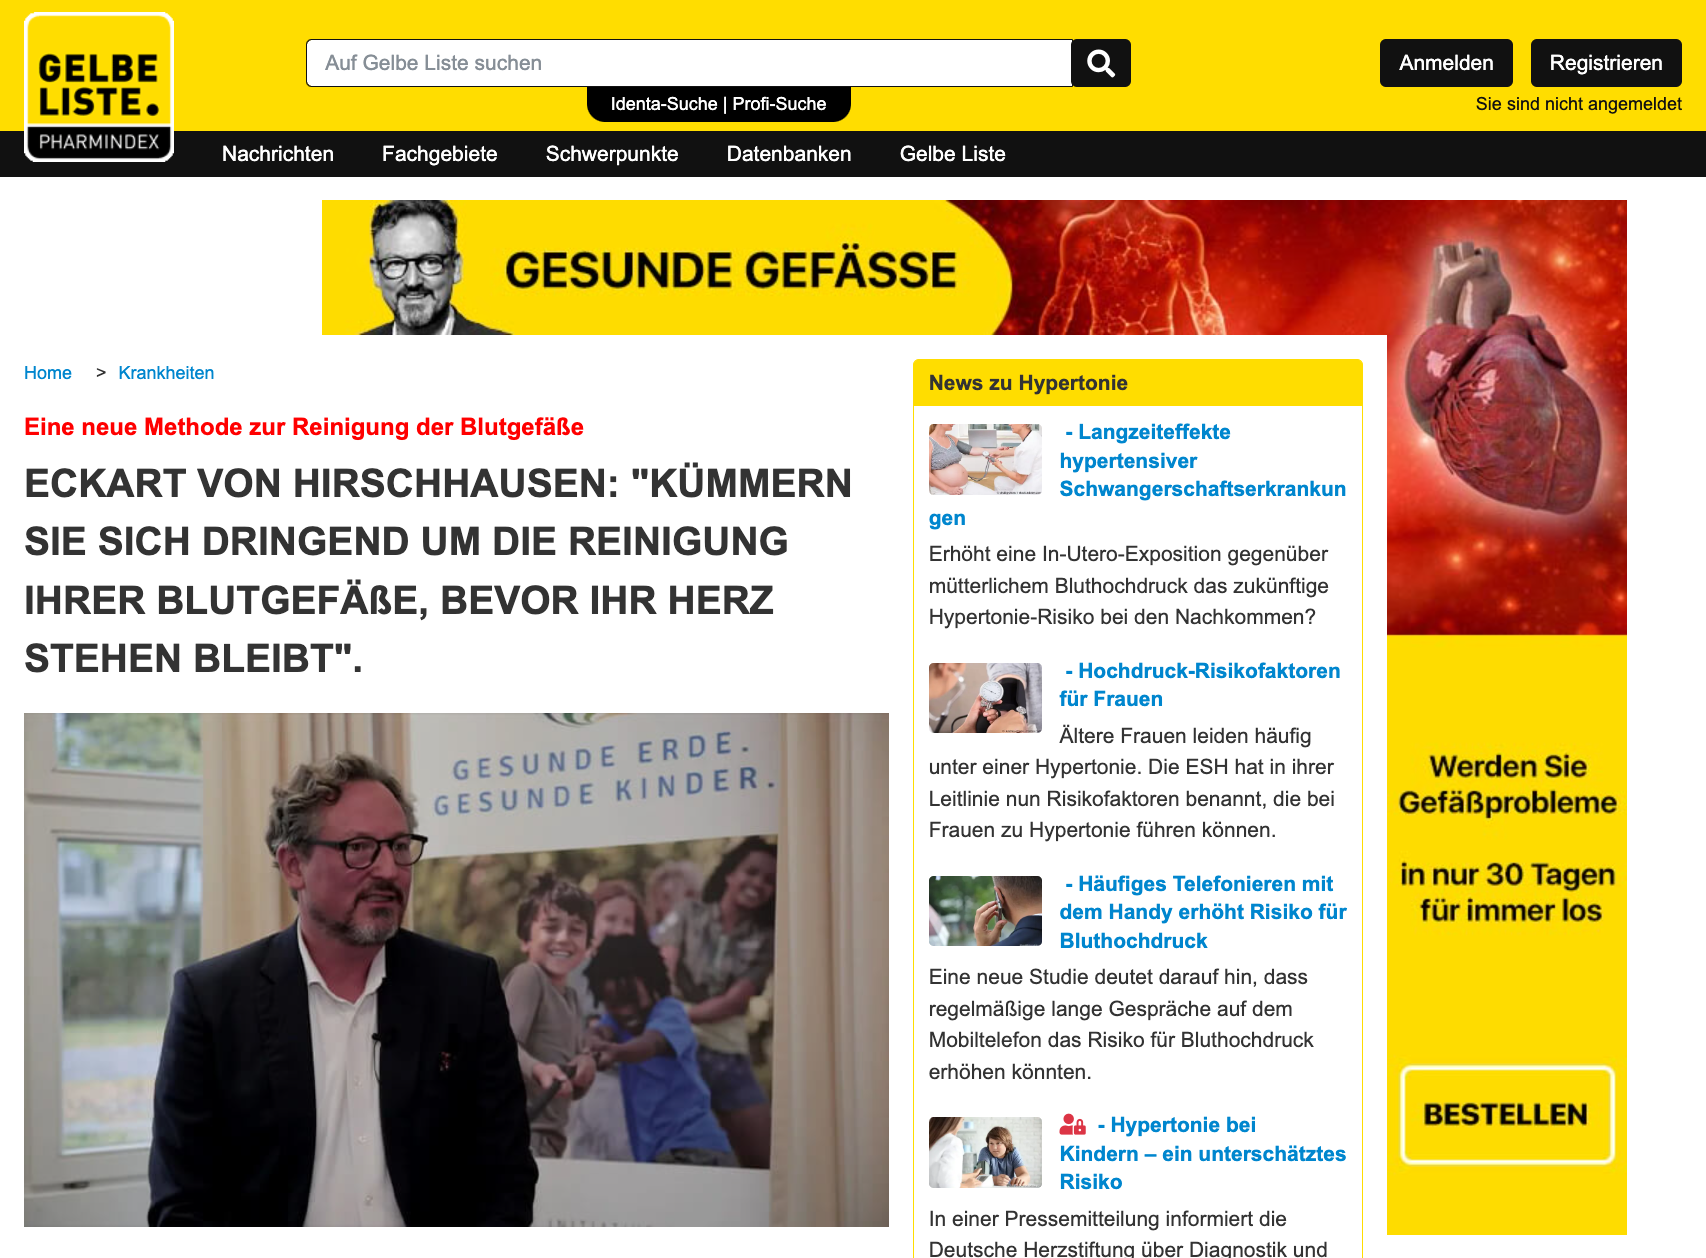 GELBE
LISTE.
PHARMINDEX
Auf Gelbe Liste suchen
Identa-Suche | Profi-Suche
Anmelden
Registrieren
Sie sind nicht angemeldet
Nachrichten
Fachgebiete
Schwerpunkte
Datenbanken
Gelbe Liste
GESUNDE GEFÄSSE
Home > Krankheiten
Eine neue Methode zur Reinigung der Blutgefäße
ECKART VON HIRSCHHAUSEN: "KÜMMERN
SIE SICH DRINGEND UM DIE REINIGUNG
IHRER BLUTGEFÄßE, BEVOR IHR HERZ
STEHEN BLEIBT".
GESUNDE ERDE.
GESUNDE KINDER.
News zu Hypertonie
- Langzeiteffekte
hypertensiver
Schwangerschaftserkrankun
gen
Erhöht eine In-Utero-Exposition gegenüber
mütterlichem Bluthochdruck das zukünftige
Hypertonie-Risiko bei den Nachkommen?
- Hochdruck-Risikofaktoren
für Frauen
Ältere Frauen leiden häufig
unter einer Hypertonie. Die ESH hat in ihrer
Leitlinie nun Risikofaktoren benannt, die bei
Frauen zu Hypertonie führen können.
- Häufiges Telefonieren mit
dem Handy erhöht Risiko für
Bluthochdruck
Eine neue Studie deutet darauf hin, dass
regelmäßige lange Gespräche auf dem
Mobiltelefon das Risiko für Bluthochdruck
erhöhen könnten.
- Hypertonie bei
Kindern – ein unterschätztes
Risiko
In einer Pressemitteilung informiert die
Deutsche Herzstiftung über Diagnostik und
Werden Sie
Gefäßprobleme
in nur 30 Tagen
für immer los
BESTELLEN